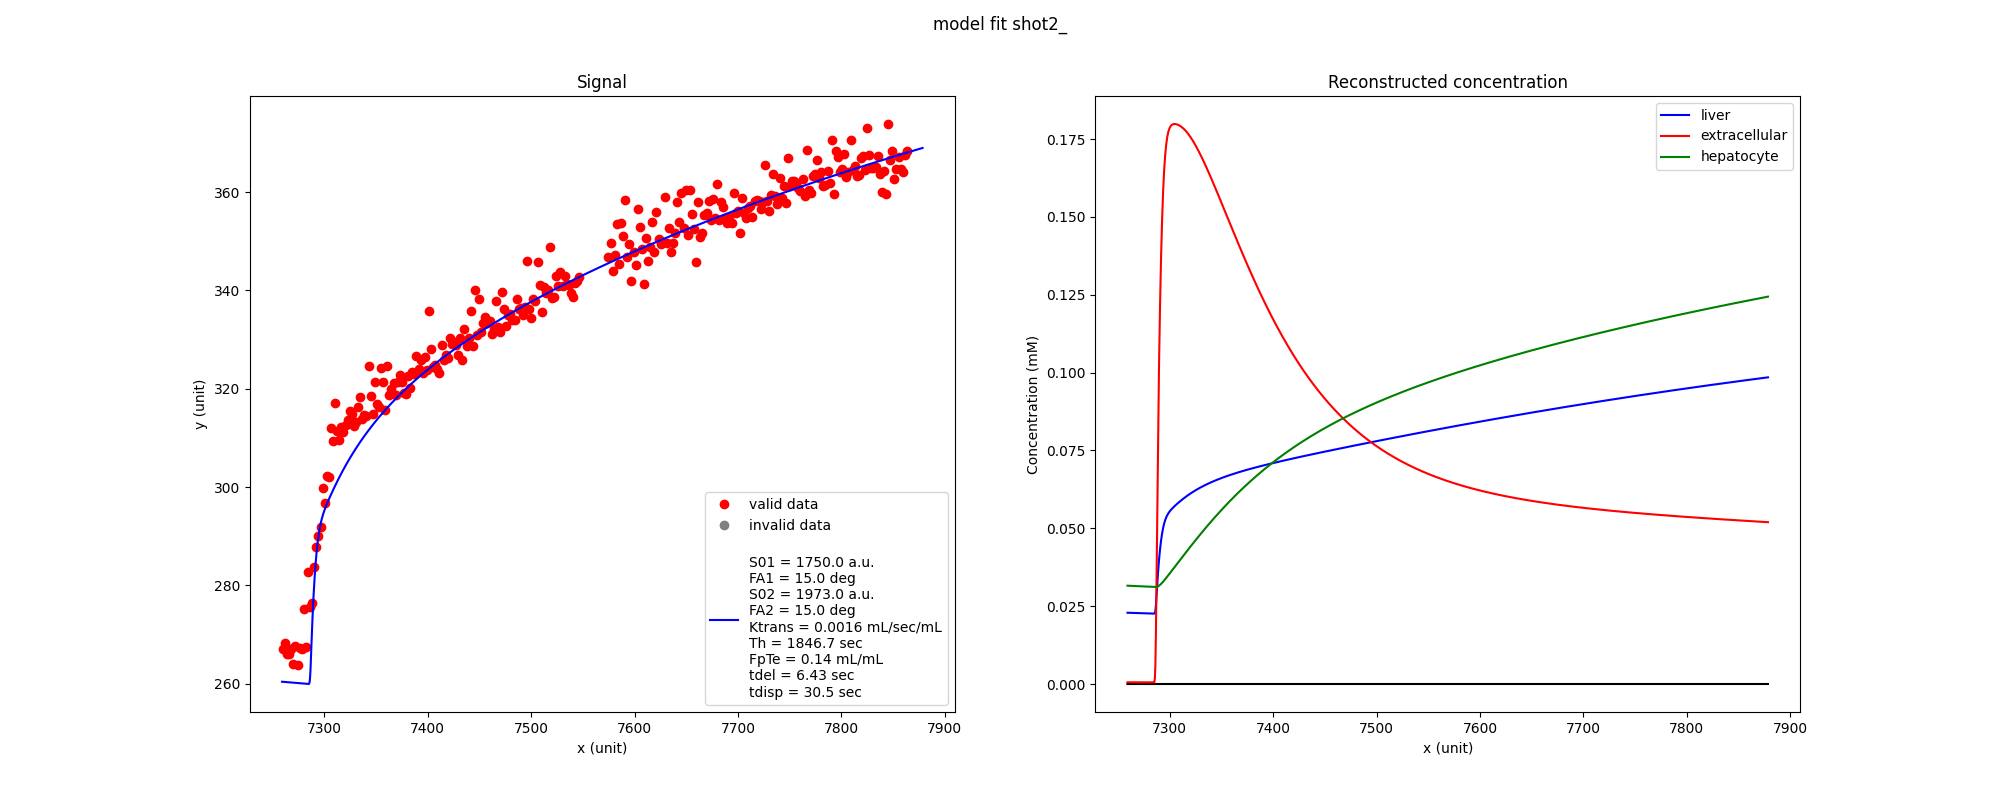 model fit shot2_
Signal
y (unit)
360
340
320
300
280
260
7300
7400
7500
7600
7700
7800
7900
x (unit)
valid data
invalid data
S01 = 1750.0 a.u.
FA1 = 15.0 deg
S02 = 1973.0 a.u.
FA2 = 15.0 deg
Ktrans = 0.0016 mL/sec/mL
Th = 1846.7 sec
FpTe = 0.14 mL/mL
tdel = 6.43 sec
tdisp = 30.5 sec
Reconstructed concentration
Concentration (mM)
0.175
0.150
0.125
0.100
0.075
0.050
0.025
0.000
7300
7400
7500
7600
7700
7800
7900
x (unit)
liver
extracellular
hepatocyte